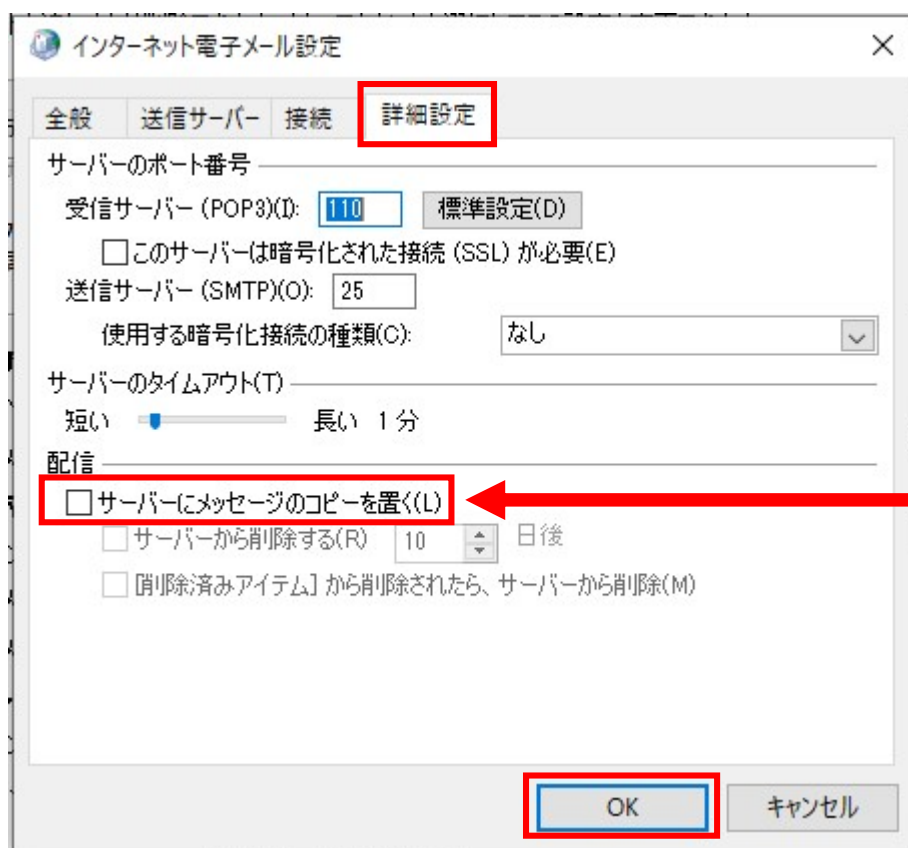 インターネット電子メール設定
全般 送信サーバー 接続 詳細設定
サーバーのポート番号
受信サーバー (POP3)(I): 110 標準設定(D)
このサーバーは暗号化された接続 (SSL) が必要(E)
送信サーバー (SMTP)(O): 25
使用する暗号化接続の種類(C): なし
サーバーのタイムアウト(T)
短い 長い 1 分
配信
サーバーにメッセージのコピーを置く(L)
サーバーから削除する(R) 10 日後
[削除済みアイテム] から削除されたら、サーバーから削除(M)
OK キャンセル